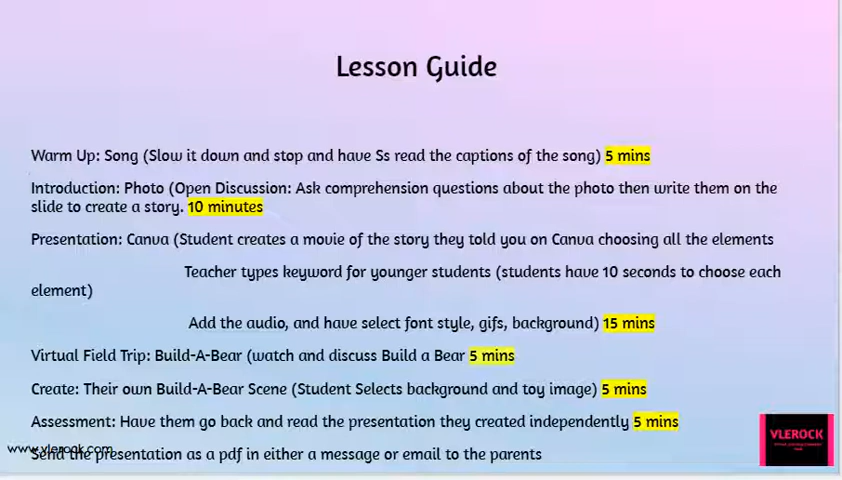 Lesson Guide
Warm Up: Song (Slow it down and stop and have Ss read the captions of the song) 5 mins
Introduction: Photo (Open Discussion: Ask comprehension questions about the photo then write them on the
slide to create a story. 10 minutes
Presentation: Canva (Student creates a movie of the story they told you on Canva choosing all the elements
Teacher types keyword for younger students (students have 10 seconds to choose each
element)
Add the audio, and have select font style, gifs, background) 15 mins
Virtual Field Trip: Build-A-Bear (watch and discuss Build a Bear 5 mins
Create: Their own Build-A-Bear Scene (Student Selects background and toy image) 5 mins
Assessment: Have them go back and read the presentation they created independently 5 mins
www.vlerock.com
Send the presentation as a pdf in either a message or email to the parents
VLEROCK